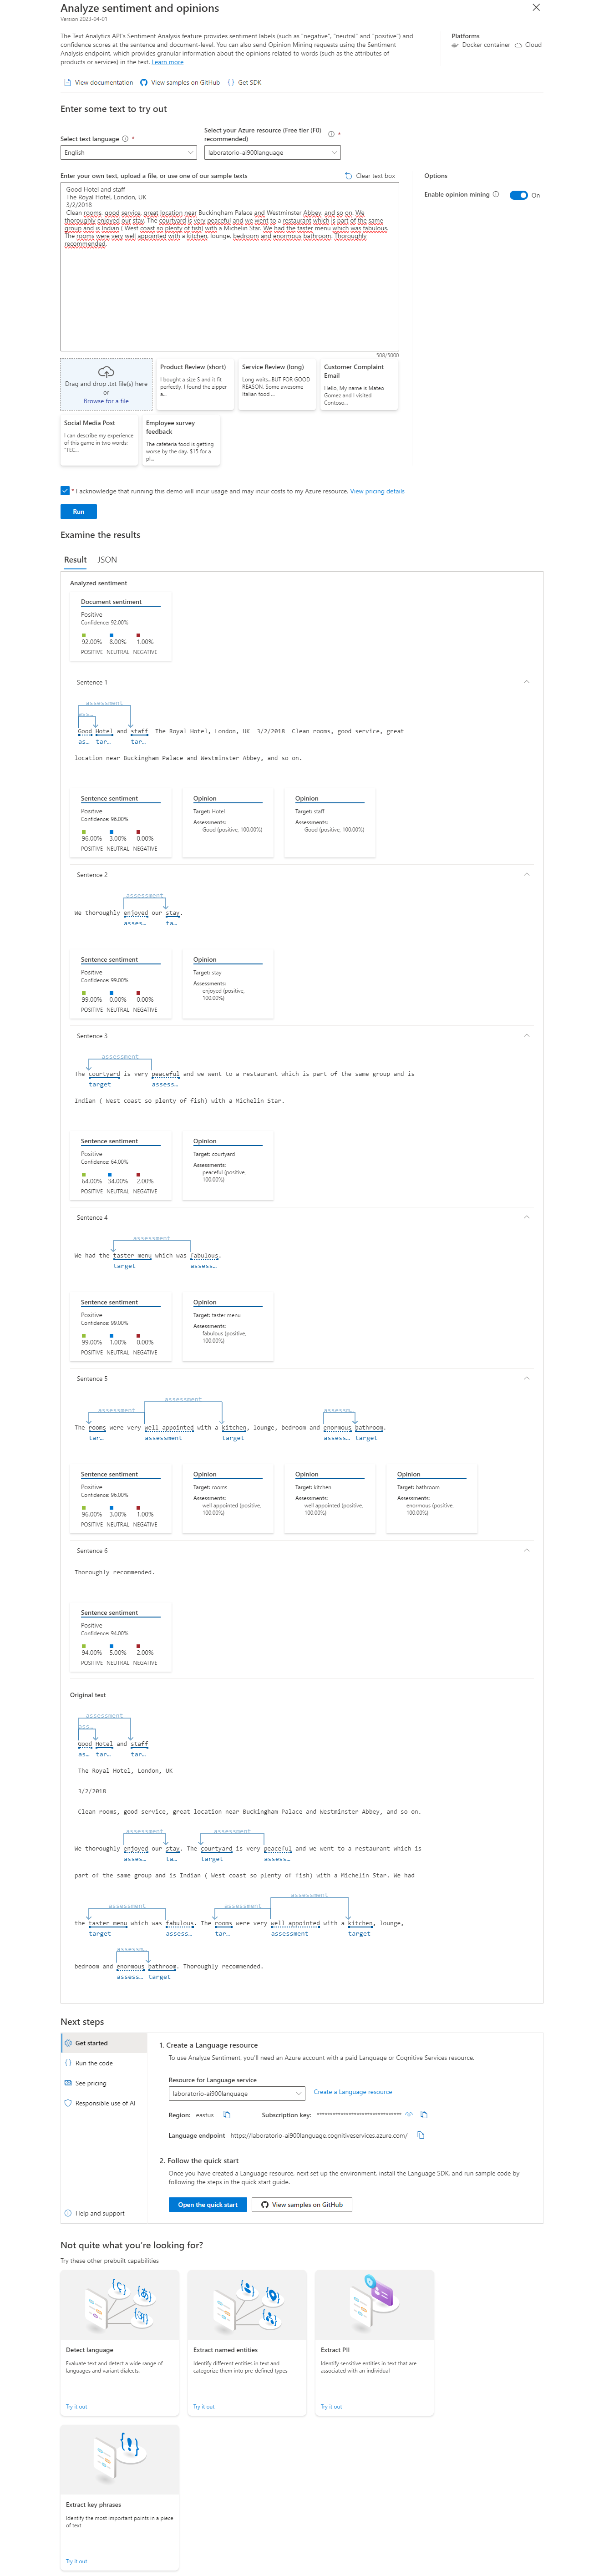 Analyze sentiment and opinions
Version 2023-04-01
The Text Analytics API's Sentiment Analysis feature provides sentiment labels (such as "negative", "neutral" and "positive") and
confidence scores at the sentence and document-level. You can also send Opinion Mining requests using the Sentiment
Analysis endpoint, which provides granular information about the opinions related to words (such as the attributes of
products or services) in the text. Learn more
Platforms
Docker container Cloud
View documentation View samples on GitHub Get SDK
Enter some text to try out
Select text language *
Select your Azure resource (Free tier (F0)
recommended) *
English
laboratorio-ai900language
Enter your own text, upload a file, or use one of our sample texts
Clear text box
Options
Enable opinion mining On
Good Hotel and staff
The Royal Hotel, London, UK
3/2/2018
Clean rooms, good service, great location near Buckingham Palace and Westminster Abbey, and so on. We
thoroughly enjoyed our stay. The courtyard is very peaceful and we went to a restaurant which is part of the same
group and is Indian ( West coast so plenty of fish) with a Michelin Star. We had the taster menu which was fabulous.
The rooms were very well appointed with a kitchen, lounge, bedroom and enormous bathroom. Thoroughly
recommended.
508/5000
Drag and drop .txt file(s) here
or
Browse for a file
Product Review (short)
I bought a size S and it fit
perfectly. I found the zipper
a...
Service Review (long)
Long waits...BUT FOR GOOD
REASON, Some awesome
Italian food ...
Customer Complaint
Email
Hello, My name is Mateo
Gomez and I visited
Contoso...
Social Media Post
I can describe my experience
of this game in two words:
"TEC...
Employee survey
feedback
The cafeteria food is getting
worse by the day. $15 for a
pl...
* I acknowledge that running this demo will incur usage and may incur costs to my Azure resource. View pricing details
Run
Examine the results
Result JSON
Analyzed sentiment
Document sentiment
Positive
Confidence: 92.00%
92.00% 8.00% 1.00%
POSITIVE NEUTRAL NEGATIVE
Sentence 1
assessment
ass…
Good Hotel and staff The Royal Hotel, London, UK 3/2/2018 Clean rooms, good service, great
as… tar… tar…
location near Buckingham Palace and Westminster Abbey, and so on.
Sentence sentiment
Positive
Confidence: 96.00%
96.00% 3.00% 0.00%
POSITIVE NEUTRAL NEGATIVE
Opinion
Target: Hotel
Assessments:
Good (positive, 100.00%)
Opinion
Target: staff
Assessments:
Good (positive, 100.00%)
Sentence 2
assessment
We thoroughly enjoyed our stay.
asses… ta…
Sentence sentiment
Positive
Confidence: 99.00%
99.00% 0.00% 0.00%
POSITIVE NEUTRAL NEGATIVE
Opinion
Target: stay
Assessments:
enjoyed (positive,
100.00%)
Sentence 3
assessment
The courtyard is very peaceful and we went to a restaurant which is part of the same group and is
target assess…
Indian ( West coast so plenty of fish) with a Michelin Star.
Sentence sentiment
Positive
Confidence: 64.00%
64.00% 34.00% 2.00%
POSITIVE NEUTRAL NEGATIVE
Opinion
Target: courtyard
Assessments:
peaceful (positive,
100.00%)
Sentence 4
assessment
We had the taster menu which was fabulous.
target assess…
Sentence sentiment
Positive
Confidence: 99.00%
99.00% 1.00% 0.00%
POSITIVE NEUTRAL NEGATIVE
Opinion
Target: taster menu
Assessments:
fabulous (positive,
100.00%)
Sentence 5
assessment
assessment assessm…
The rooms were very well appointed with a kitchen, lounge, bedroom and enormous bathroom.
tar… assessment target assess… target
Sentence sentiment
Positive
Confidence: 96.00%
96.00% 3.00% 1.00%
POSITIVE NEUTRAL NEGATIVE
Opinion
Target: rooms
Assessments:
well appointed (positive,
100.00%)
Opinion
Target: kitchen
Assessments:
well appointed (positive,
100.00%)
Opinion
Target: bathroom
Assessments:
enormous (positive,
100.00%)
Sentence 6
Thoroughly recommended.
Sentence sentiment
Positive
Confidence: 94.00%
94.00% 5.00% 2.00%
POSITIVE NEUTRAL NEGATIVE
Original text
assessment
ass…
Good Hotel and staff
as… tar… tar…
The Royal Hotel, London, UK
3/2/2018
Clean rooms, good service, great location near Buckingham Palace and Westminster Abbey, and so on.
assessment assessment
We thoroughly enjoyed our stay. The courtyard is very peaceful and we went to a restaurant which is
asses… ta… target assess…
part of the same group and is Indian ( West coast so plenty of fish) with a Michelin Star. We had
assessment
assessment assessment
the taster menu which was fabulous. The rooms were very well appointed with a kitchen, lounge,
target assess… tar… assessment target
assessm…
bedroom and enormous bathroom. Thoroughly recommended.
assess… target
Next steps
Get started
Run the code
See pricing
Responsible use of AI
Help and support
1. Create a Language resource
To use Analyze Sentiment, you'll need an Azure account with a paid Language or Cognitive Services resource.
Resource for Language service
laboratorio-ai900language
Create a Language resource
Region: eastus
Subscription key: ********************************
Language endpoint https://laboratorio-ai900language.cognitiveservices.azure.com/
2. Follow the quick start
Once you have created a Language resource, next set up the environment, install the Language SDK, and run sample code by
following the steps in the quick start guide.
Open the quick start
View samples on GitHub
Not quite what you're looking for?
Try these other prebuilt capabilities
Detect language
Evaluate text and detect a wide range of
languages and variant dialects.
Try it out
Extract named entities
Identify different entities in text and
categorize them into pre-defined types
Try it out
Extract PII
Identify sensitive entities in text that are
associated with an individual
Try it out
Extract key phrases
Identify the most important points in a piece
of text
Try it out